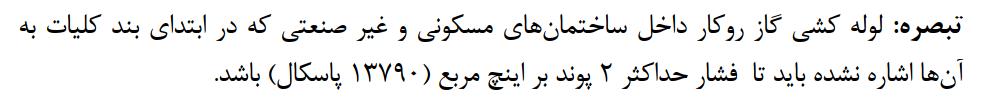 تبصره: لوله کشی گاز روکار داخل ساختمان‌های مسکونی و غیر صنعتی که در ابتدای بند کلیات به
آن‌ها اشاره نشده باید تا فشار حداکثر ۲ پوند بر اینچ مربع (۱۳۷۹۰ پاسکال) باشد.